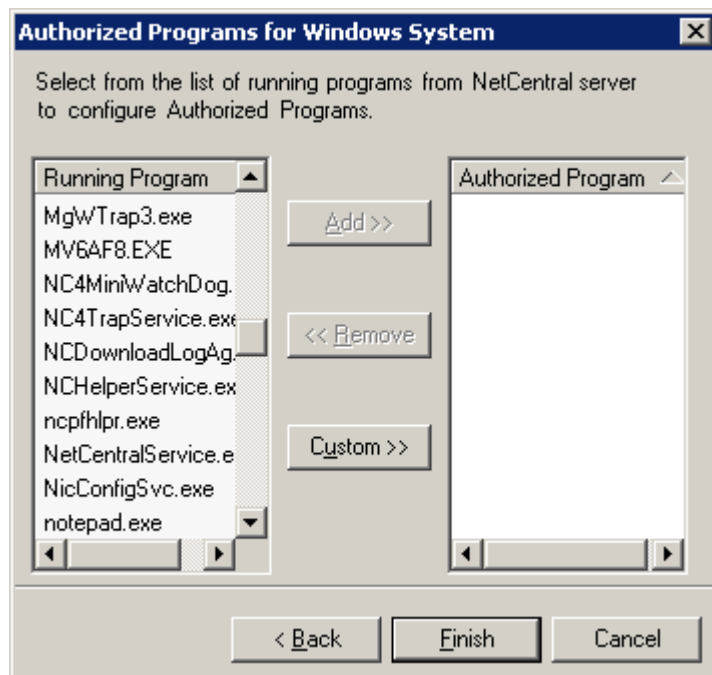 Authorized Programs for Windows System
Select from the list of running programs from NetCentral server
to configure Authorized Programs.
Running Program
MgWTrap3.exe
MV6AF8.EXE
NC4MiniWatchDog.
NC4TrapService.exe
NCDownloadLogAg.
NCHelperService.ex
ncpfhlpr.exe
NetCentralService.e
NicConfigSvc.exe
notepad.exe
Add >>
<< Remove
Custom >>
Authorized Program
< Back
Finish
Cancel